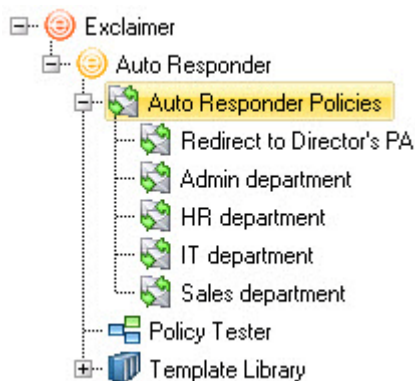 Exclaimer
Auto Responder
Auto Responder Policies
Redirect to Director's PA
Admin department
HR department
IT department
Sales department
Policy Tester
Template Library